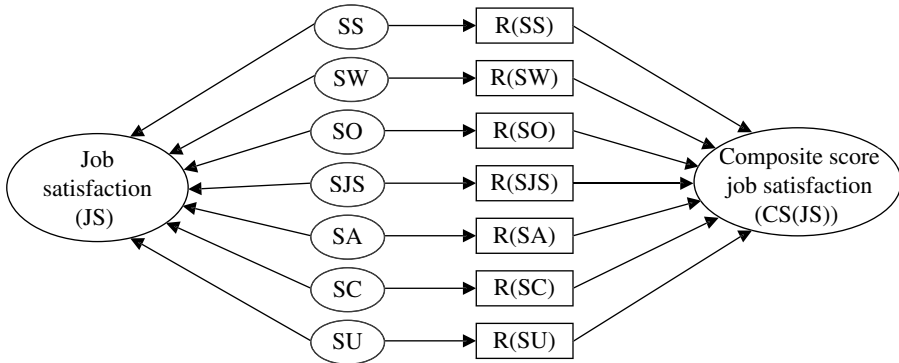 SS
R(SS)
SW
R(SW)
SO
R(SO)
Job
satisfaction
(JS)
SJS
R(SJS)
Composite score
job satisfaction
(CS(JS))
SA
R(SA)
SC
R(SC)
SU
R(SU)